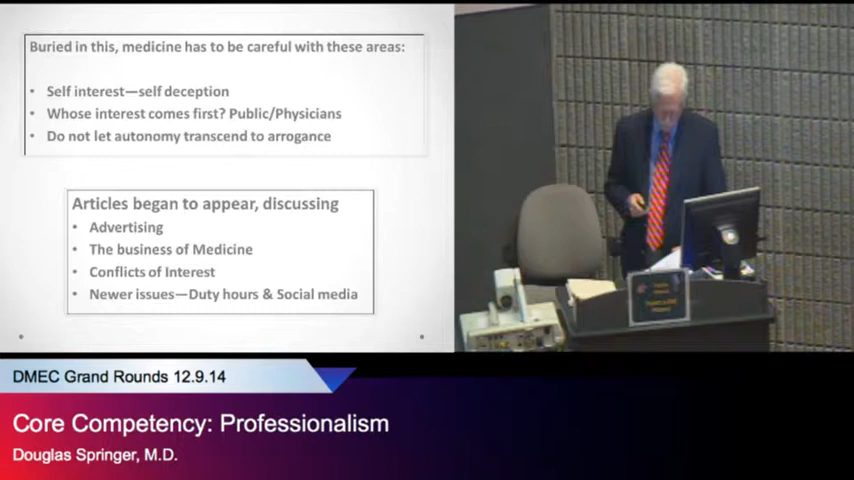 Buried in this, medicine has to be careful with these areas:
• Self interest—self deception
• Whose interest comes first? Public/Physicians
• Do not let autonomy transcend to arrogance
Articles began to appear, discussing
• Advertising
• The business of Medicine
• Conflicts of Interest
• Newer issues—Duty hours & Social media
DMEC Grand Rounds 12.9.14
Core Competency: Professionalism
Douglas Springer, M.D.